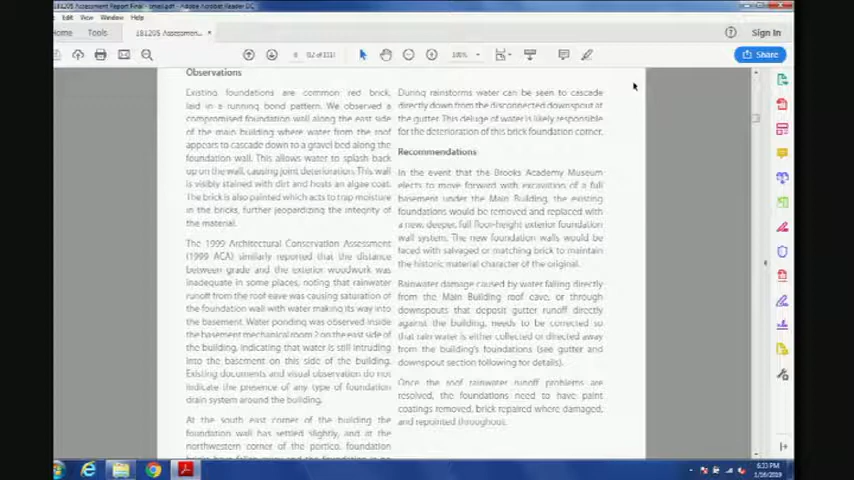 181205 Assessment Report Final - small.pdf - Adobe Acrobat Reader DC
Edit View Window Help
Home Tools 181205 Assessmen... × Sign In
(12 of 151) 100% Share
Observations
Existing foundations are common red brick,
laid in a running bond pattern. We observed a
compromised foundation wall along the east side
of the main building where water from the roof
appears to cascade down to a gravel bed along the
foundation wall. This allows water to splash back
up on the wall, causing joint deterioration. This wall
is visibly stained with dirt and hosts an algae coat.
The brick is also painted which acts to trap moisture
in the bricks, further jeopardizing the integrity of
the material.
The 1999 Architectural Conservation Assessment
(1999 ACA) similarly reported that the distance
between grade and the exterior woodwork was
inadequate in some places, noting that rainwater
runoff from the roof eave was causing saturation of
the foundation wall with water making its way into
the basement. Water ponding was observed inside
the basement mechanical room 2 on the east side of
the building, indicating that water is still intruding
into the basement on this side of the building.
Existing documents and visual observation do not
indicate the presence of any type of foundation
drain system around the building.
At the south east corner of the building the
foundation wall has settled slightly, and at the
northwestern corner of the portico, foundation
During rainstorms water can be seen to cascade
directly down from the disconnected downspout at
the gutter. This deluge of water is likely responsible
for the deterioration of this brick foundation corner.
Recommendations
In the event that the Brooks Academy Museum
elects to move forward with excavation of a full
basement under the Main Building, the existing
foundations would be removed and replaced with
a new, deeper, full floor-height exterior foundation
wall system. The new foundation walls would be
faced with salvaged or matching brick to maintain
the historic material character of the original.
Rainwater damage caused by water falling directly
from the Main Building roof eave, or through
downspouts that deposit gutter runoff directly
against the building, needs to be corrected so
that rain water is either collected or directed away
from the building's foundations (see gutter and
downspout section following for details).
Once the roof rainwater runoff problems are
resolved, the foundations need to have paint
coatings removed, brick repaired where damaged,
and repointed throughout.
6:33 PM
1/16/2019